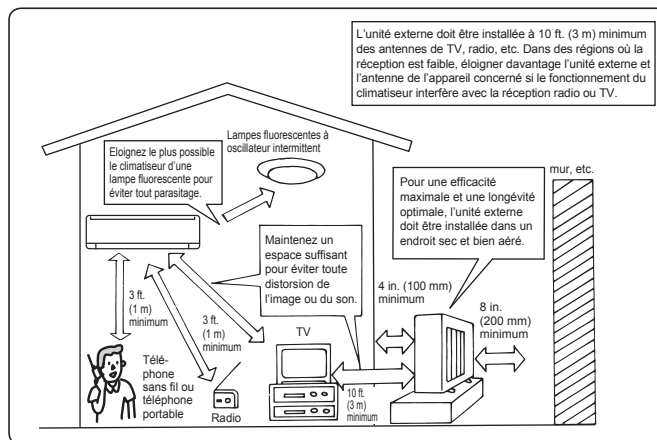 L'unité externe doit être installée à 10 ft. (3 m) minimum
des antennes de TV, radio, etc. Dans des régions où la
réception est faible, éloigner davantage l'unité externe et
l'antenne de l'appareil concerné si le fonctionnement du
climatiseur interfère avec la réception radio ou TV.
Lampes fluorescentes à
oscillateur intermittent
Eloignez le plus possible
le climatiseur d'une
lampe fluorescente pour
éviter tout parasitage.
mur, etc.
Pour une efficacité
maximale et une longévité
optimale, l'unité externe
doit être installée dans un
endroit sec et bien aéré.
Maintenez un
espace suffisant
pour éviter toute
distorsion de
l'image ou du son.
4 in. (100 mm)
minimum
8 in.
(200 mm)
minimum
3 ft.
(1 m)
minimum
3 ft.
(1 m)
minimum
TV
Télé-
phone
sans fil ou
téléphone
portable
Radio
10 ft.
(3 m)
minimum